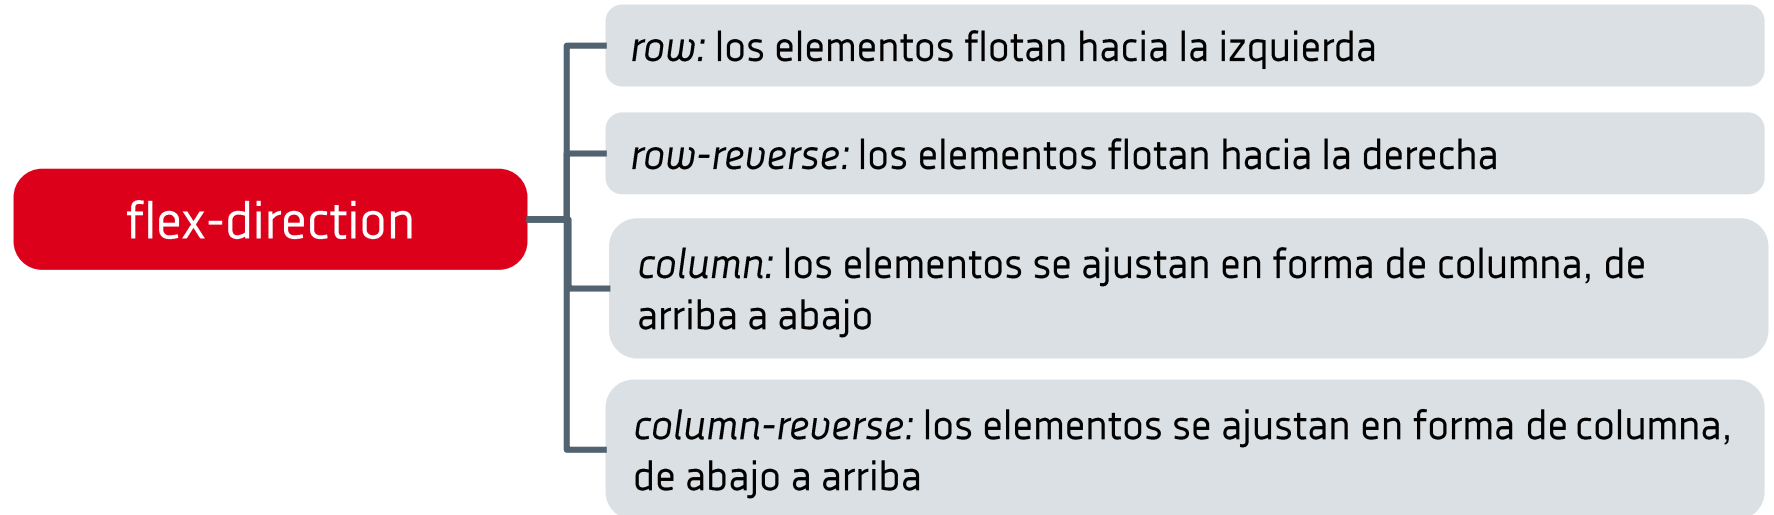 flex-direction
row: los elementos flotan hacia la izquierda
row-reverse: los elementos flotan hacia la derecha
column: los elementos se ajustan en forma de columna, de
arriba a abajo
column-reverse: los elementos se ajustan en forma de columna,
de abajo a arriba